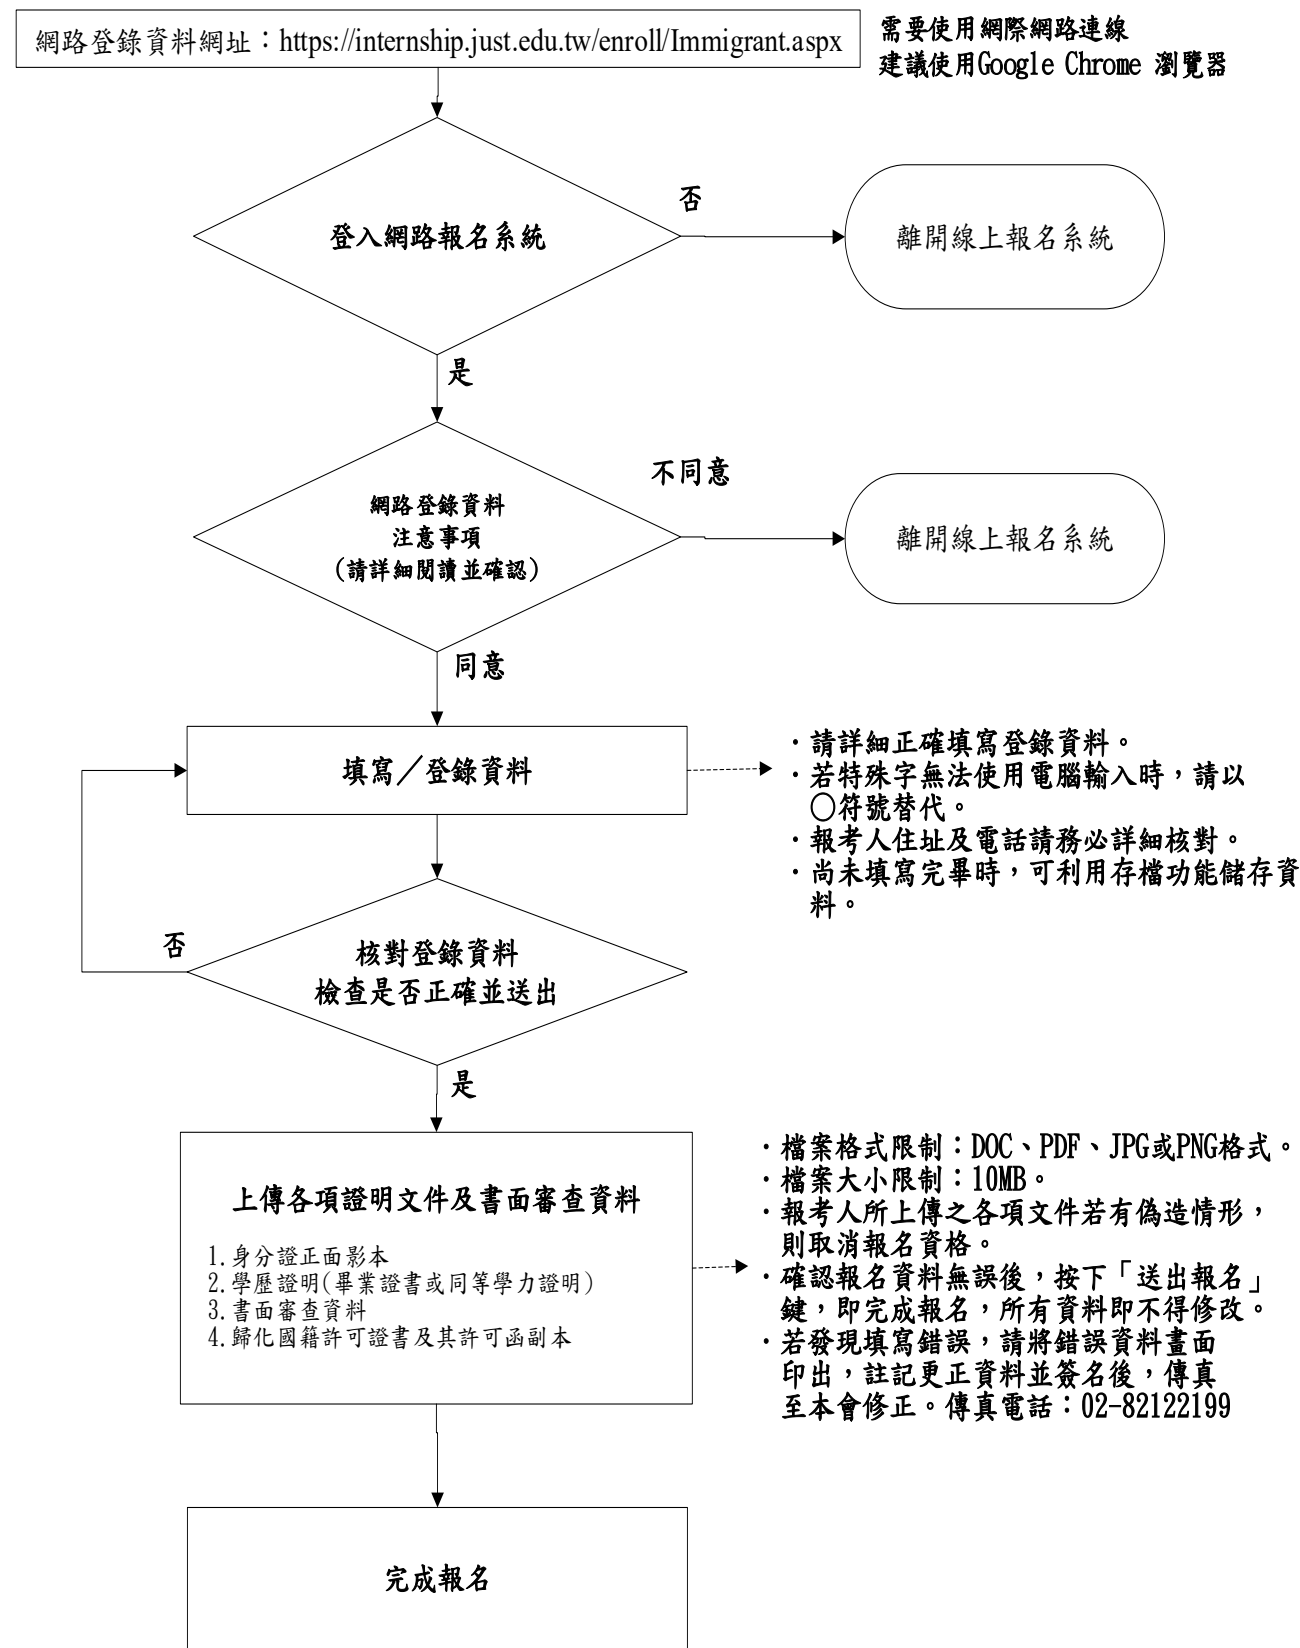 網路登錄資料網址：https://internship.just.edu.tw/enroll/Immigrant.aspx
需要使用網際網路連線
建議使用Google Chrome 瀏覽器
登入網路報名系統
否
離開線上報名系統
是
網路登錄資料
注意事項
(請詳細閱讀並確認)
不同意
離開線上報名系統
同意
填寫／登錄資料
．請詳細正確填寫登錄資料。
．若特殊字無法使用電腦輸入時，請以
○符號替代。
．報考人住址及電話請務必詳細核對。
．尚未填寫完畢時，可利用存檔功能儲存資
料。
否
核對登錄資料
檢查是否正確並送出
是
上傳各項證明文件及書面審查資料
1.身分證正面影本
2.學歷證明(畢業證書或同等學力證明)
3.書面審查資料
4.歸化國籍許可證書及其許可函副本
．檔案格式限制：DOC、PDF、JPG或PNG格式。
．檔案大小限制：10MB。
．報考人所上傳之各項文件若有偽造情形，
則取消報名資格。
．確認報名資料無誤後，按下「送出報名」
鍵，即完成報名，所有資料即不得修改。
．若發現填寫錯誤，請將錯誤資料畫面
印出，註記更正資料並簽名後，傳真
至本會修正。傳真電話：02-82122199
完成報名